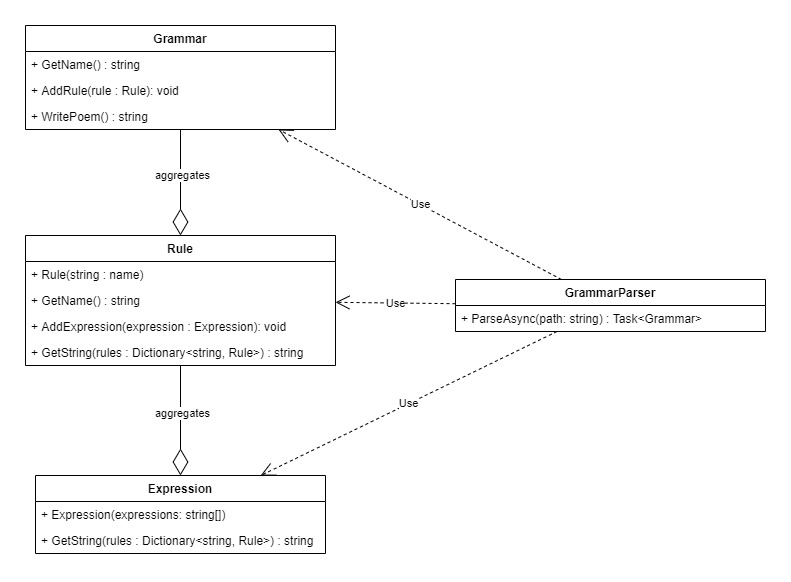 Grammar
+ GetName() : string
+ AddRule(rule : Rule): void
+ WritePoem() : string
aggregates
Use
Rule
+ Rule(string : name)
+ GetName() : string
+ AddExpression(expression : Expression): void
+ GetString(rules : Dictionary<string, Rule>) : string
Use
GrammarParser
+ ParseAsync(path: string) : Task<Grammar>
aggregates
Use
Expression
+ Expression(expressions: string[])
+ GetString(rules : Dictionary<string, Rule>) : string